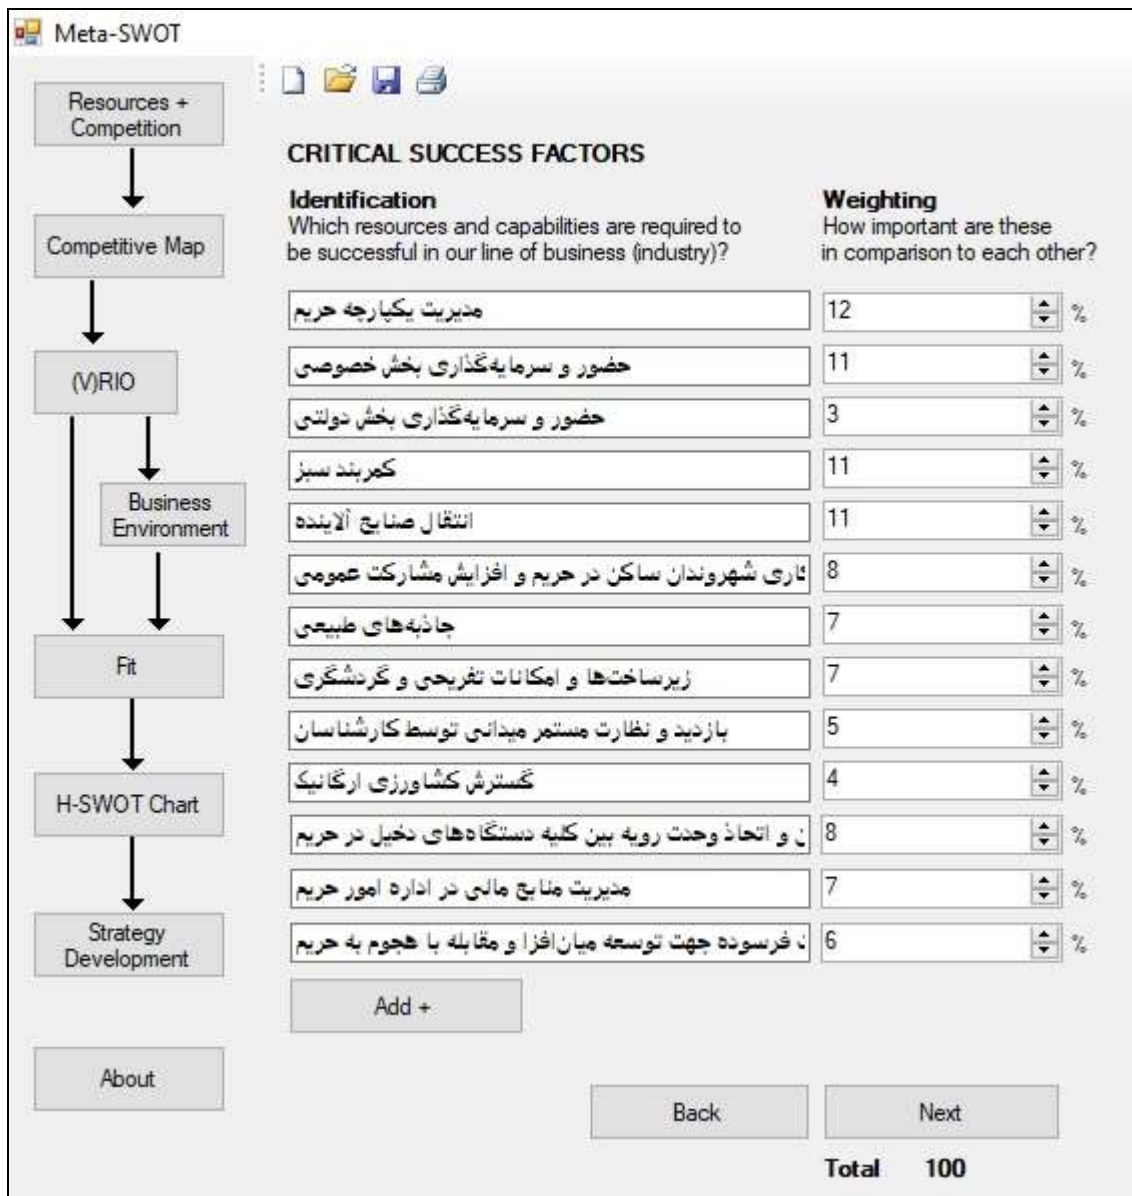 Meta-SWOT
Resources +
Competition
Competitive Map
(V)RIO
Business
Environment
Fit
H-SWOT Chart
Strategy
Development
About
CRITICAL SUCCESS FACTORS
Identification
Which resources and capabilities are required to
be successful in our line of business (industry)?
Weighting
How important are these
in comparison to each other?
مدیریت یکپارچه حریم
12 %
حضور و سرمایه‌گذاری بخش خصوصی
11 %
حضور و سرمایه‌گذاری بخش دولتی
3 %
کمربند سبز
11 %
انتقال صنایع آلاینده
11 %
کاری شهروندان ساکن در حریم و افزایش مشارکت عمومی
8 %
جاذبه‌های طبیعی
7 %
زیرساخت‌ها و امکانات تفریحی و گردشگری
7 %
بازدید و نظارت مستمر میدانی توسط کارشناسان
5 %
گسترش کشاورزی ارگانیک
4 %
ن و اتحاذ وحدت رویه بین کلیه دستگاه‌های دخیل در حریم
8 %
مدیریت منابع مالی در اداره امور حریم
7 %
ت فرسوده جهت توسعه میان‌افزا و مقابله با هجوم به حریم
6 %
Add +
Back
Next
Total 100